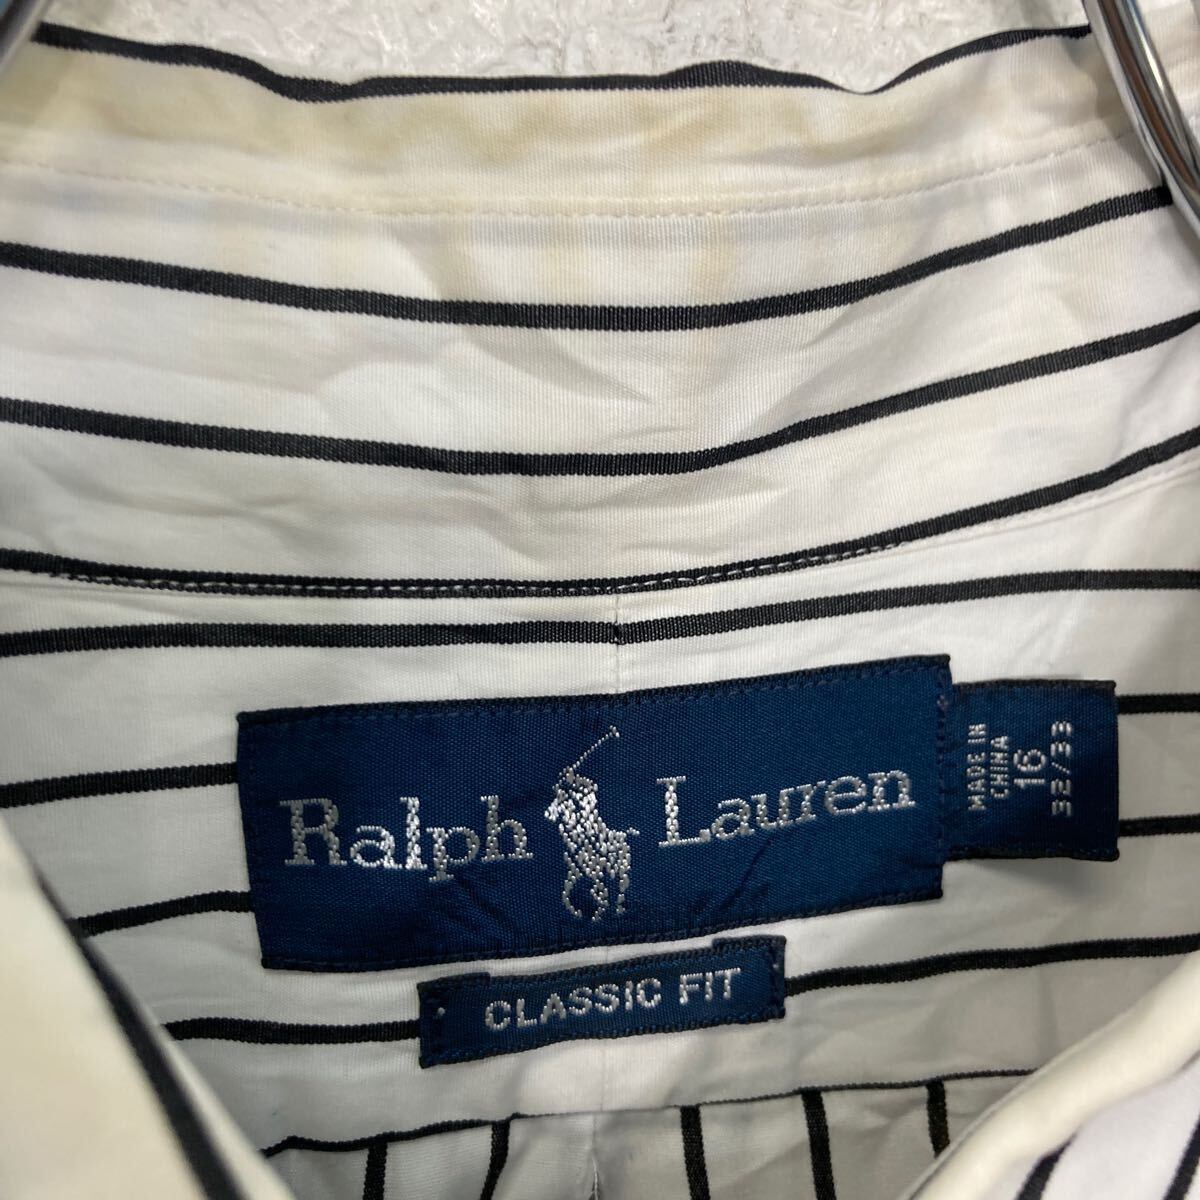 Ralph Lauren
MADE IN
CHINA
16
32/33
CLASSIC FIT